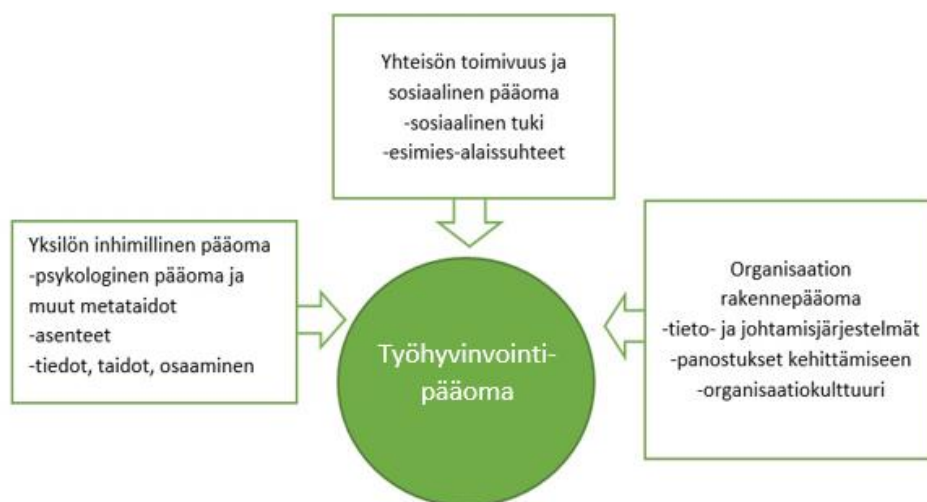 Yhteisön toimivuus ja
sosiaalinen pääoma
-sosiaalinen tuki
-esimies-alaissuhteet
Yksilön inhimillinen pääoma
-psykologinen pääoma ja
muut metataidot
-asenteet
-tiedot, taidot, osaaminen
Organisaation
rakennepääoma
-tieto- ja johtamisjärjestelmät
-panostukset kehittämiseen
-organisaatiokulttuuri
Työhyvinvointi-
pääoma